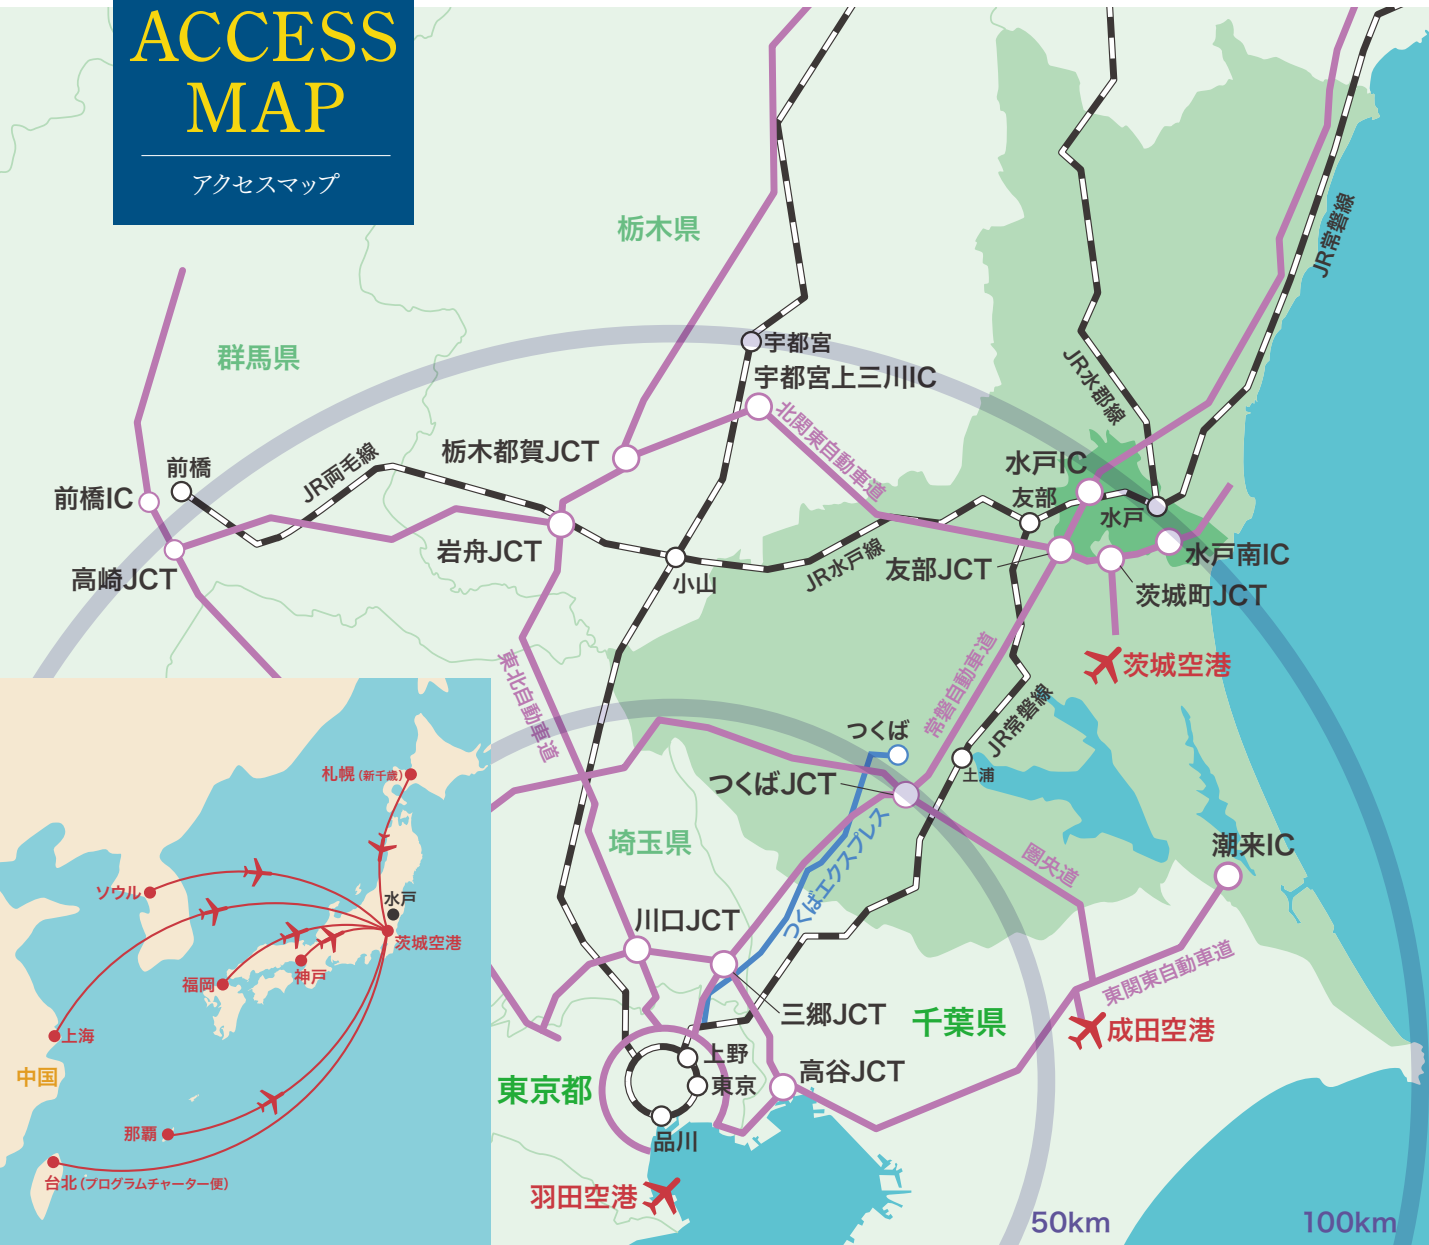 ACCESS
MAP
アクセスマップ
栃木県
JR常磐線
群馬県
宇都宮
宇都宮上三川IC
JR水郡線
北関東自動車道
栃木都賀JCT
JR両毛線
前橋
前橋IC
水戸IC
友部
水戸
岩舟JCT
JR水戸線
友部JCT
水戸南IC
高崎JCT
小山
茨城町JCT
茨城空港
東北自動車道
常磐自動車道
JR常磐線
つくば
土浦
つくばJCT
つくばエクスプレス
埼玉県
圏央道
潮来IC
川口JCT
東関東自動車道
三郷JCT
千葉県
成田空港
上野
高谷JCT
東京都
東京
品川
羽田空港
50km
100km
札幌(新千歳)
ソウル
水戸
茨城空港
福岡
神戸
上海
中国
那覇
台北(プログラムチャーター便)